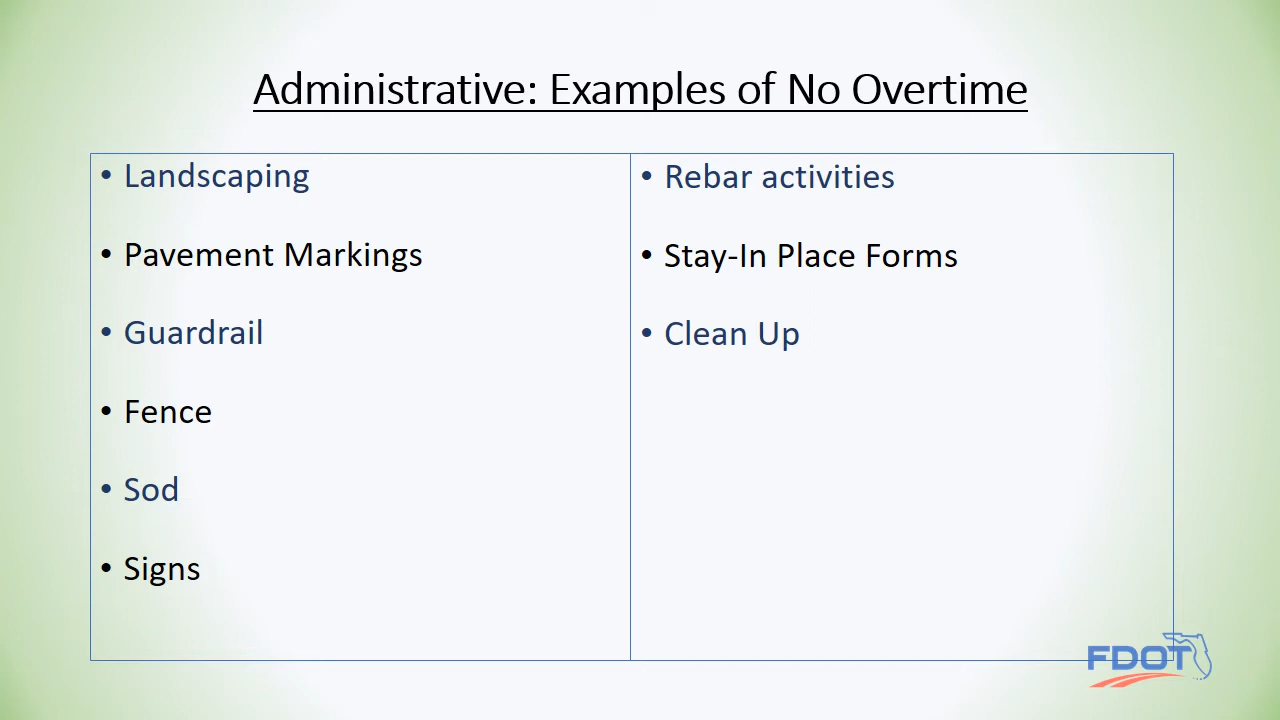 Administrative: Examples of No Overtime
• Landscaping
• Pavement Markings
• Guardrail
• Fence
• Sod
• Signs
• Rebar activities
• Stay-In Place Forms
• Clean Up
FDOT